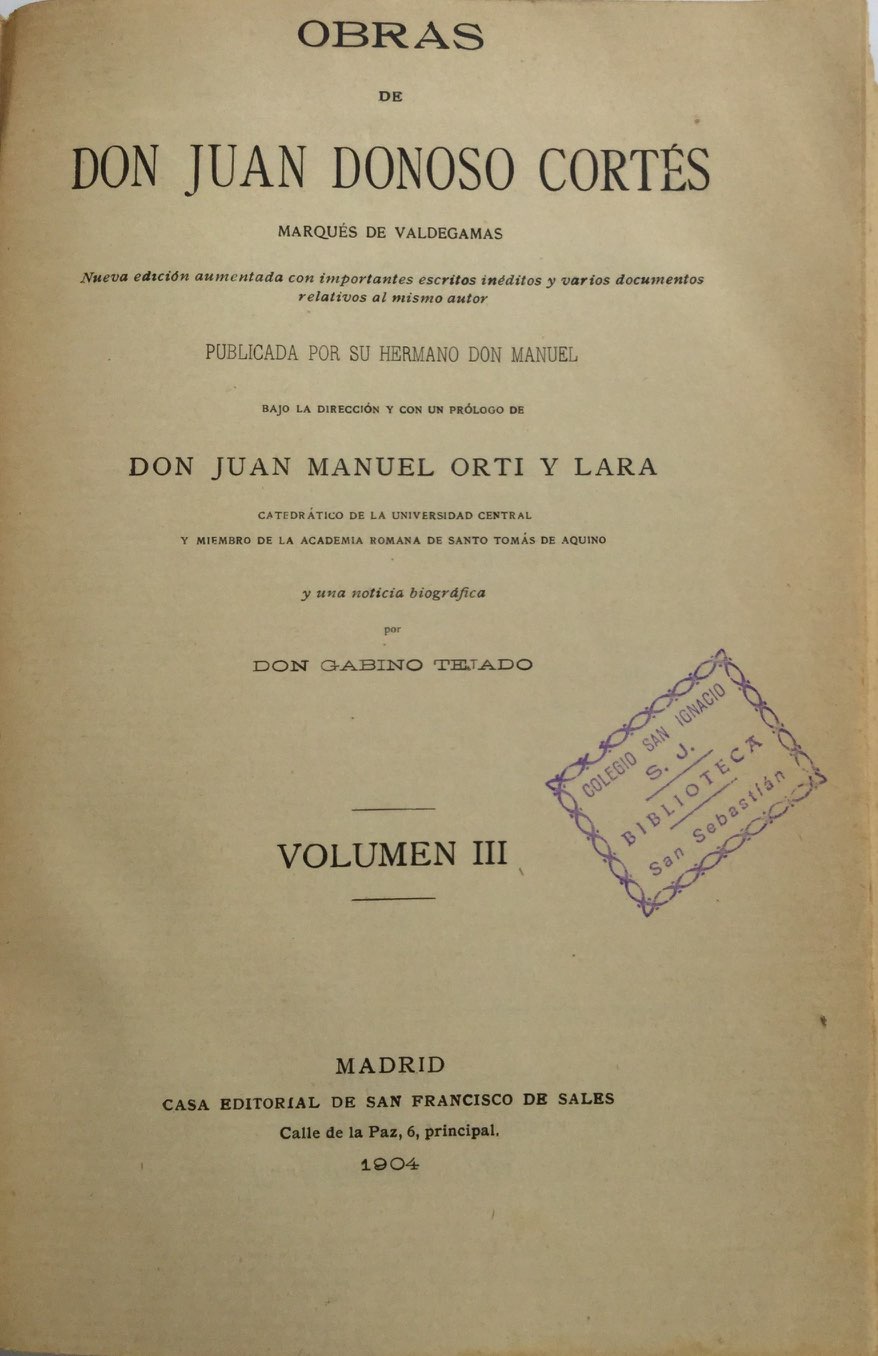 OBRAS
DE
DON JUAN DONOSO CORTÉS
MARQUÉS DE VALDEGAMAS
Nueva edición aumentada con importantes escritos inéditos y varios documentos
relativos al mismo autor
PUBLICADA POR SU HERMANO DON MANUEL
BAJO LA DIRECCIÓN Y CON UN PRÓLOGO DE
DON JUAN MANUEL ORTI Y LARA
CATEDRÁTICO DE LA UNIVERSIDAD CENTRAL
Y MIEMBRO DE LA ACADEMIA ROMANA DE SANTO TOMÁS DE AQUINO
y una noticia biográfica
por
DON GABINO TEJADO
COLEGIO SAN IGNACIO
S. J.
BIBLIOTECA
San Sebastián
VOLUMEN III
MADRID
CASA EDITORIAL DE SAN FRANCISCO DE SALES
Calle de la Paz, 6, principal.
1904